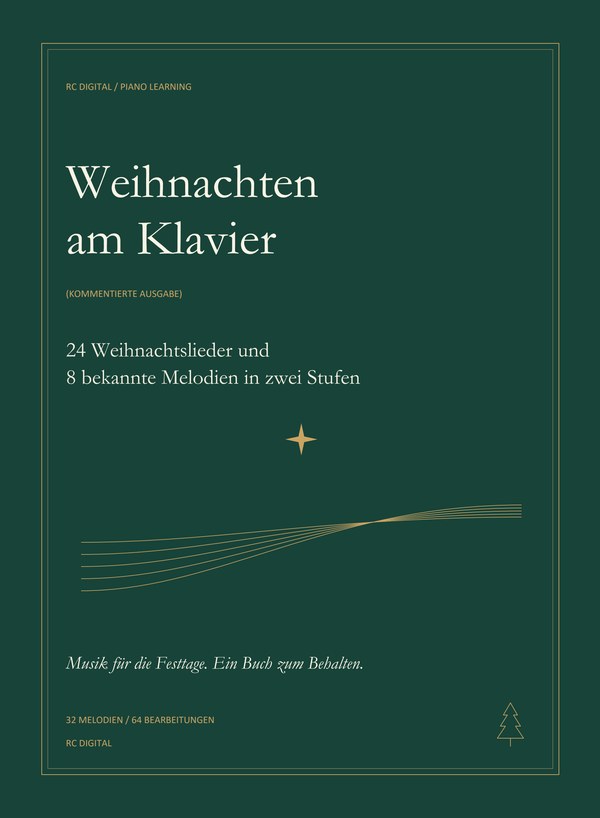 RC DIGITAL / PIANO LEARNING
Weihnachten
am Klavier
(KOMMENTIERTE AUSGABE)
24 Weihnachtslieder und
8 bekannte Melodien in zwei Stufen
Musik für die Festtage. Ein Buch zum Behalten.
32 MELODIEN / 64 BEARBEITUNGEN
RC DIGITAL